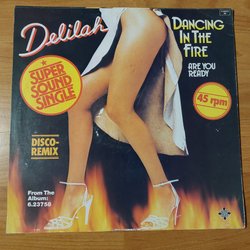 Delilah
DANCING
IN THE
FIRE
ARE YOU
READY
SUPER
SOUND
SINGLE
45 rpm
DISCO-
REMIX
From The
Album:
6.23758